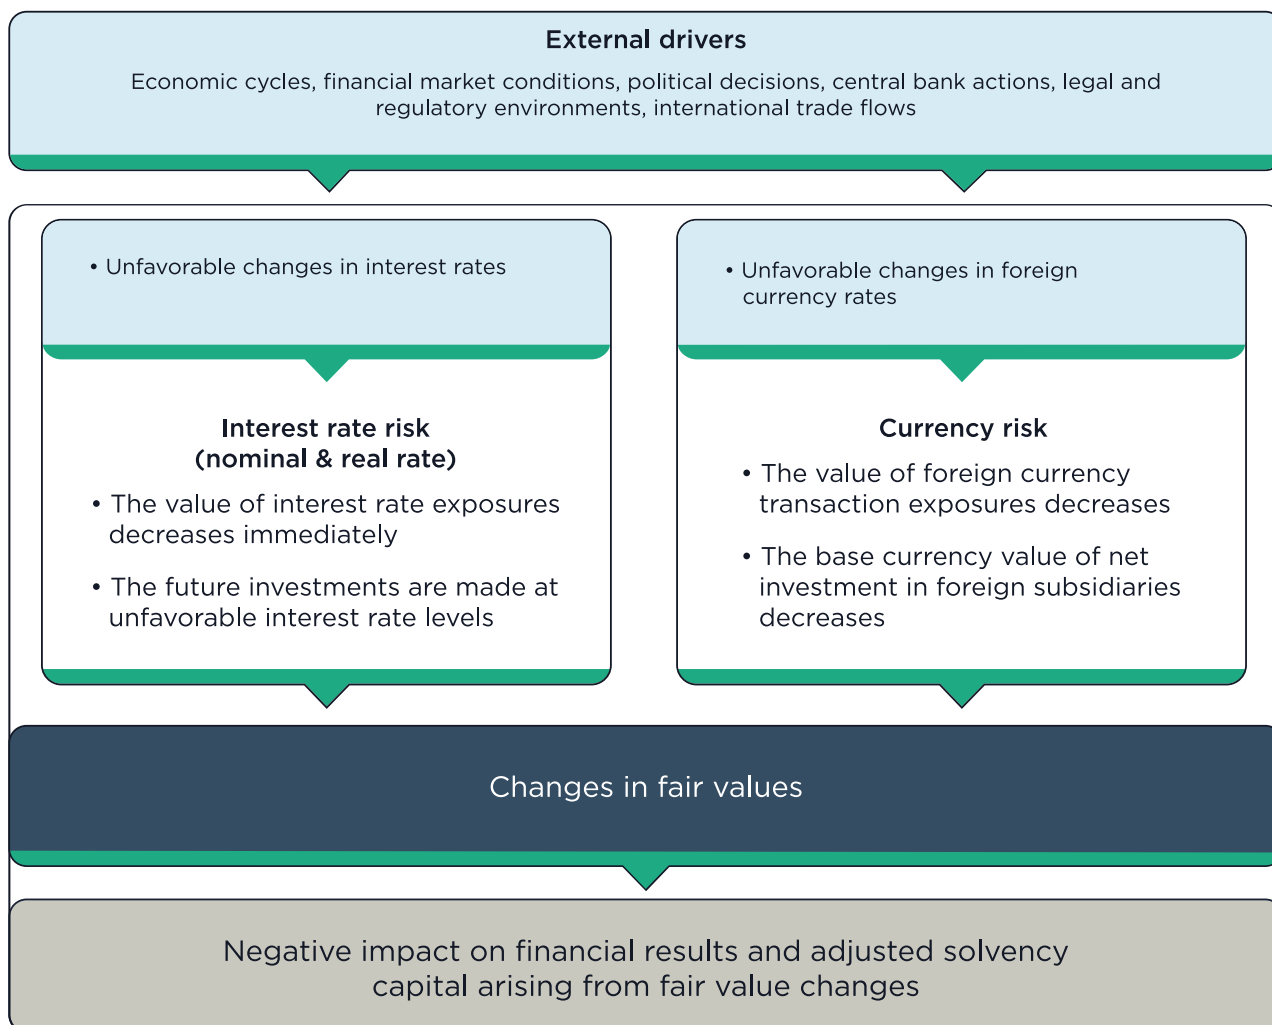 External drivers
Economic cycles, financial market conditions, political decisions, central bank actions, legal and
regulatory environments, international trade flows
• Unfavorable changes in interest rates
Interest rate risk
(nominal & real rate)
• The value of interest rate exposures
decreases immediately
• The future investments are made at
unfavorable interest rate levels
• Unfavorable changes in foreign
currency rates
Currency risk
• The value of foreign currency
transaction exposures decreases
• The base currency value of net
investment in foreign subsidiaries
decreases
Changes in fair values
Negative impact on financial results and adjusted solvency
capital arising from fair value changes